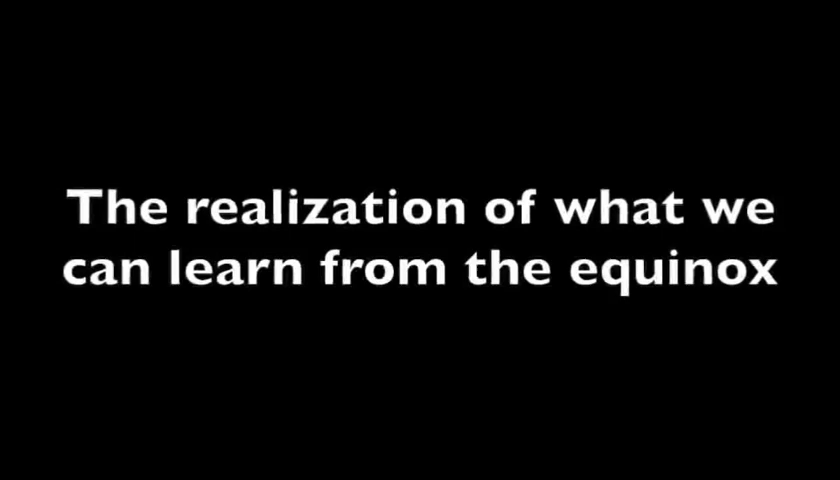 The realization of what we
can learn from the equinox